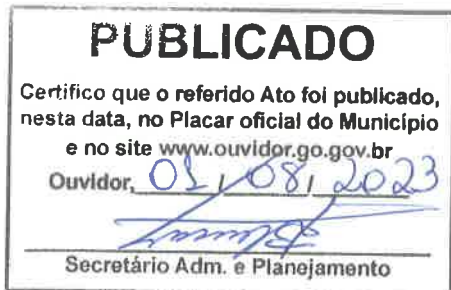 PUBLICADO
Certifico que o referido Ato foi publicado,
nesta data, no Placar oficial do Município
e no site www.ouvidor.go.gov.br
Ouvidor, 01 / 08 / 2023
Secretário Adm. e Planejamento